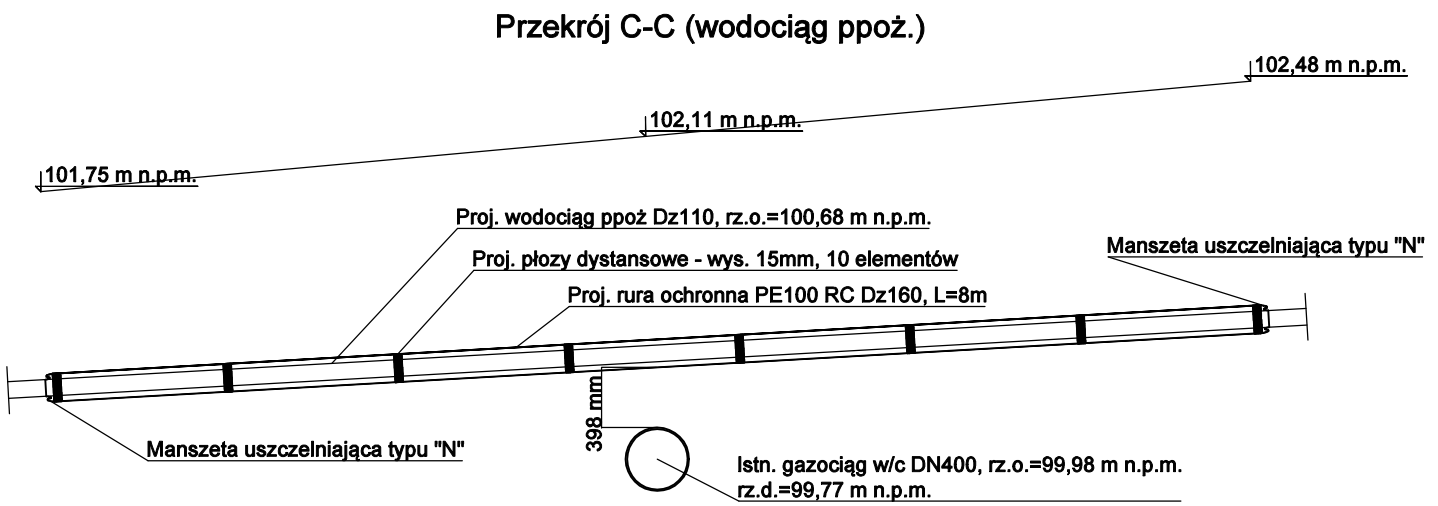 Przekrój C-C (wodociąg ppoż.)
102,48 m n.p.m.
102,11 m n.p.m.
101,75 m n.p.m.
Proj. wodociąg ppoż Dz110, rz.o.=100,68 m n.p.m.
Manszeta uszczelniająca typu "N"
Proj. płozy dystansowe - wys. 15mm, 10 elementów
Proj. rura ochronna PE100 RC Dz160, L=8m
398 mm
Manszeta uszczelniająca typu "N"
Istn. gazociąg w/c DN400, rz.o.=99,98 m n.p.m.
rz.d.=99,77 m n.p.m.